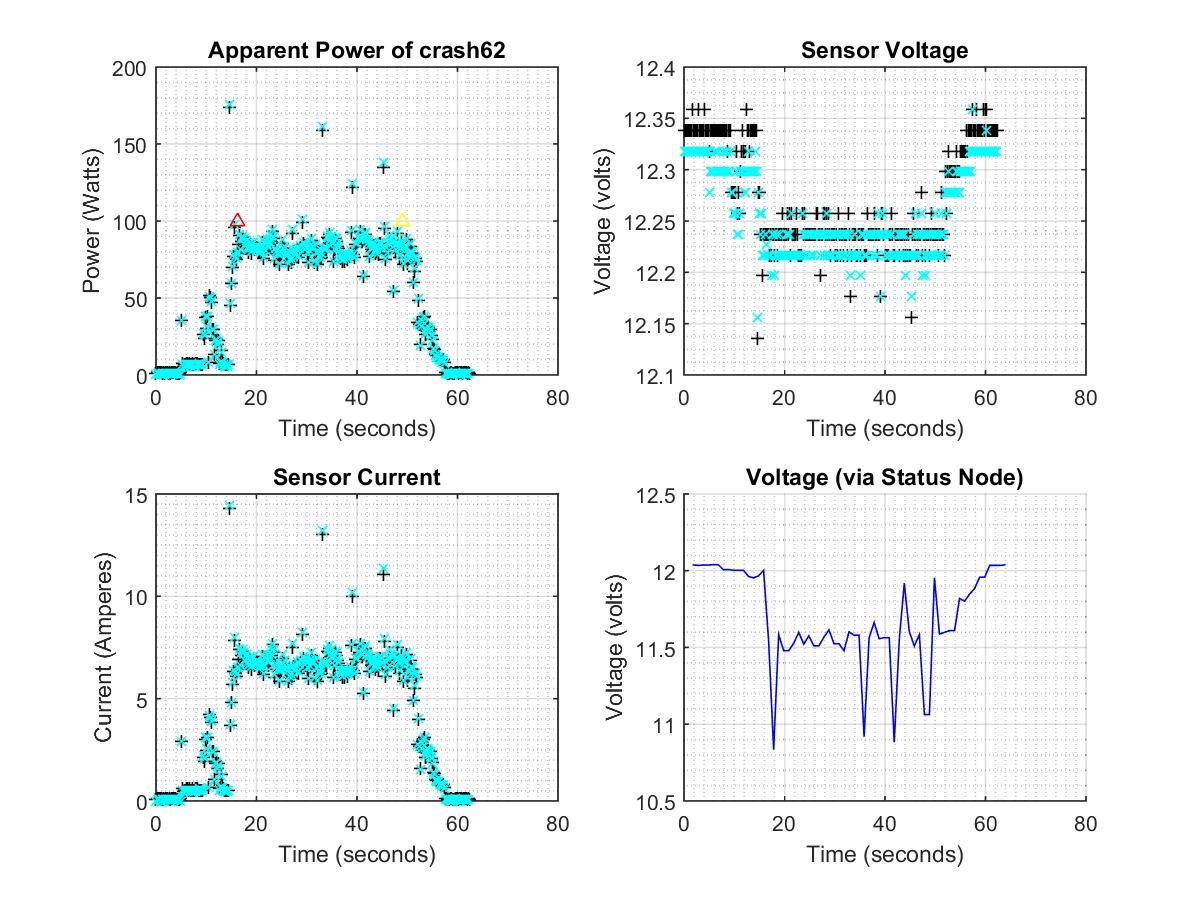 Apparent Power of crash62
200
150
100
50
0
Power (Watts)
0 20 40 60 80
Time (seconds)
Sensor Voltage
12.4
12.35
12.3
12.25
12.2
12.15
12.1
Voltage (volts)
0 20 40 60 80
Time (seconds)
Sensor Current
15
10
5
0
Current (Amperes)
0 20 40 60 80
Time (seconds)
Voltage (via Status Node)
12.5
12
11.5
11
10.5
Voltage (volts)
0 20 40 60 80
Time (seconds)